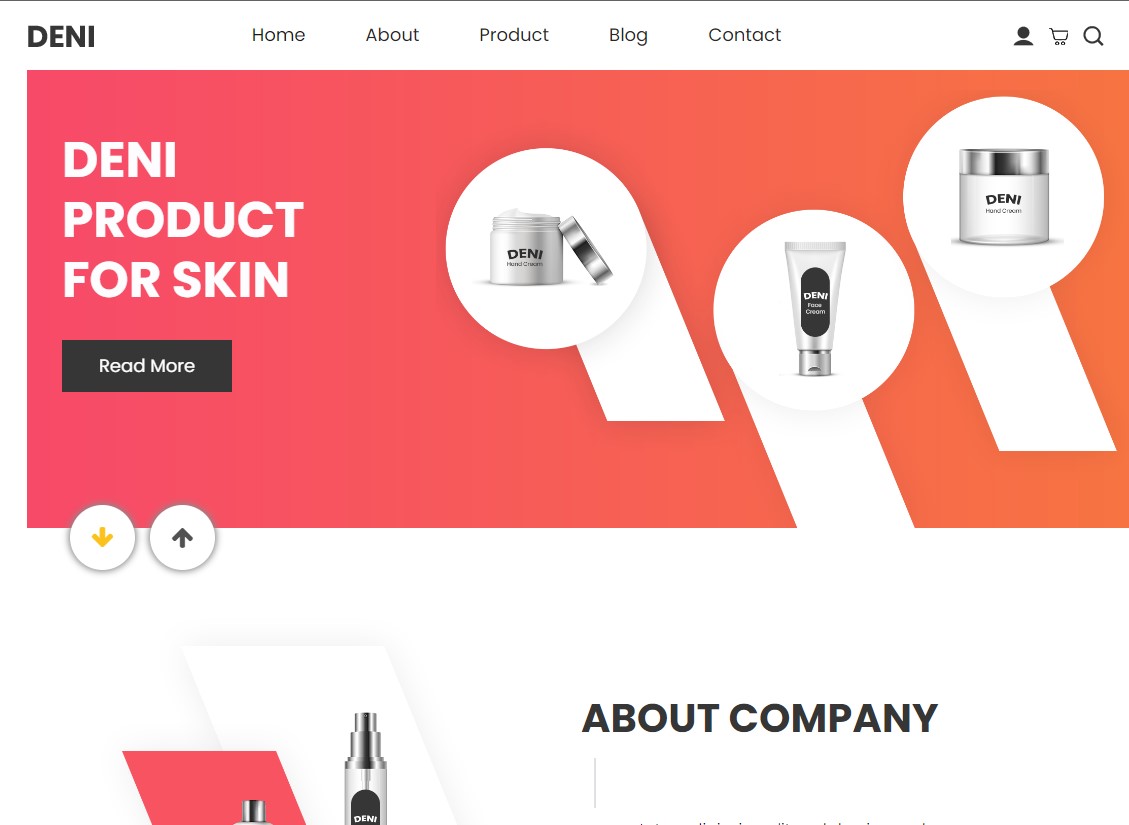 DENI
Home About Product Blog Contact
DENI
PRODUCT
FOR SKIN
Read More
DENI
Hand Cream
DENI
Face
Cream
DENI
Hand Cream
ABOUT COMPANY
DENI